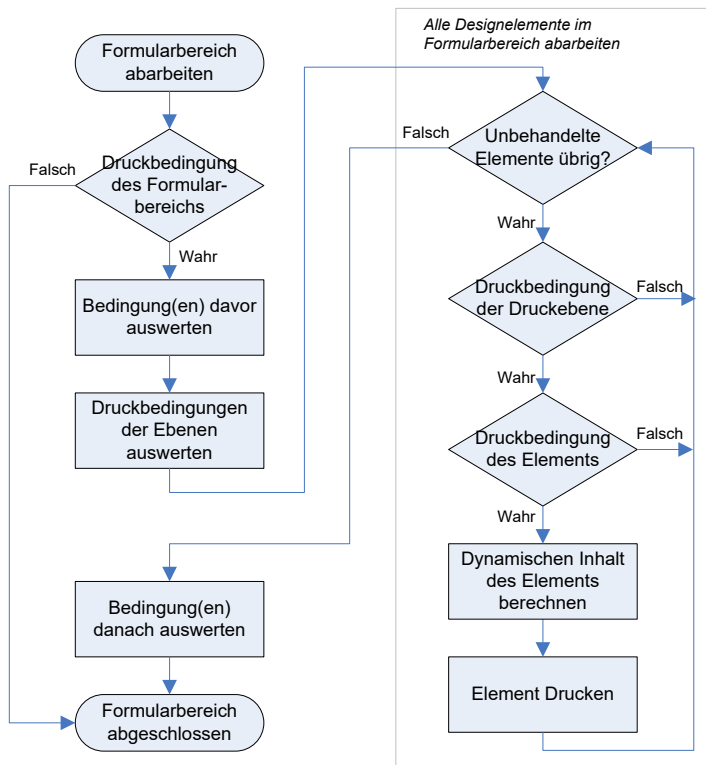 Formularbereich
abarbeiten
Druckbedingung
des Formular-
bereichs
Falsch
Wahr
Bedingung(en) davor
auswerten
Druckbedingungen
der Ebenen
auswerten
Alle Designelemente im
Formularbereich abarbeiten
Unbehandelte
Elemente übrig?
Falsch
Wahr
Druckbedingung
der Druckebene
Falsch
Wahr
Druckbedingung
des Elements
Falsch
Wahr
Dynamischen Inhalt
des Elements
berechnen
Element Drucken
Bedingung(en)
danach auswerten
Formularbereich
abgeschlossen